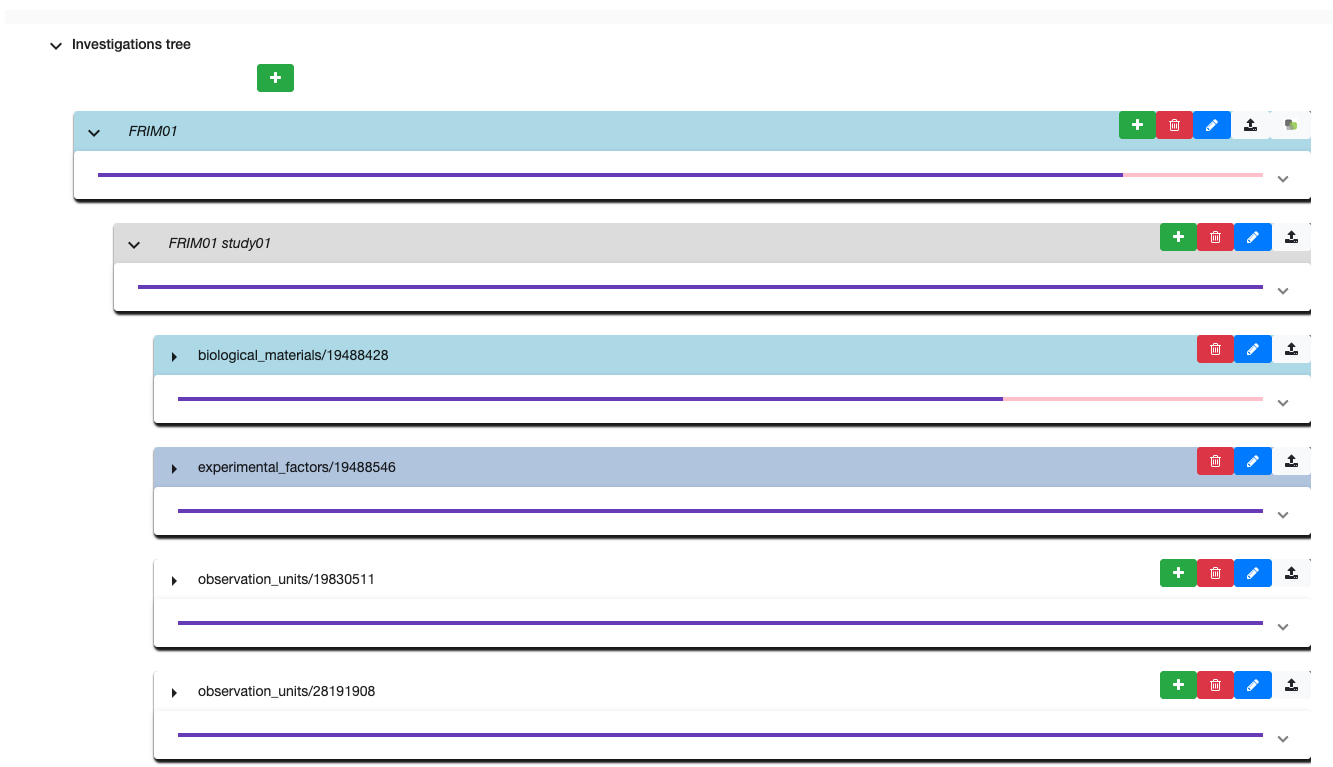 Investigations tree
FRIM01
FRIM01 study01
biological_materials/19488428
experimental_factors/19488546
observation_units/19830511
observation_units/28191908